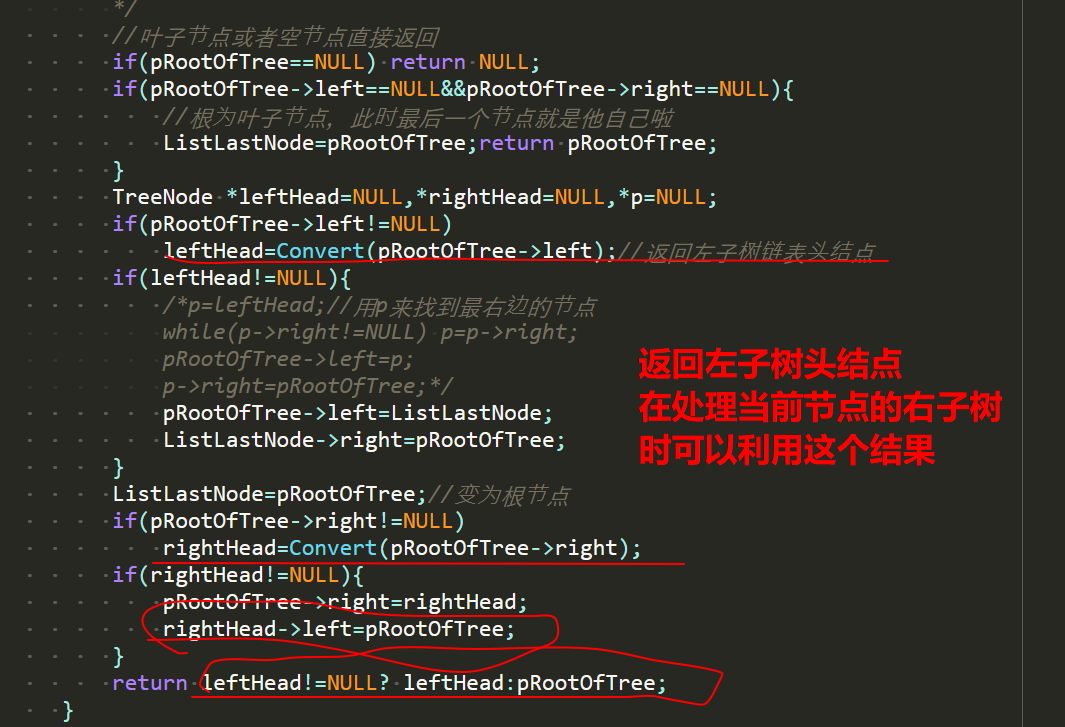 */
//叶子节点或者空节点直接返回
if(pRootOfTree==NULL) return NULL;
if(pRootOfTree->left==NULL&&pRootOfTree->right==NULL){
//根为叶子节点，此时最后一个节点就是他自己啦
ListLastNode=pRootOfTree;return pRootOfTree;
}
TreeNode *leftHead=NULL,*rightHead=NULL,*p=NULL;
if(pRootOfTree->left!=NULL)
leftHead=Convert(pRootOfTree->left);//返回左子树链表头结点
if(leftHead!=NULL){
/*p=leftHead;//用p来找到最右边的节点
while(p->right!=NULL) p=p->right;
pRootOfTree->left=p;
p->right=pRootOfTree;*/
pRootOfTree->left=ListLastNode;
ListLastNode->right=pRootOfTree;
}
ListLastNode=pRootOfTree;//变为根节点
if(pRootOfTree->right!=NULL)
rightHead=Convert(pRootOfTree->right);
if(rightHead!=NULL){
pRootOfTree->right=rightHead;
rightHead->left=pRootOfTree;
}
return leftHead!=NULL? leftHead:pRootOfTree;
}
返回左子树头结点
在处理当前节点的右子树
时可以利用这个结果